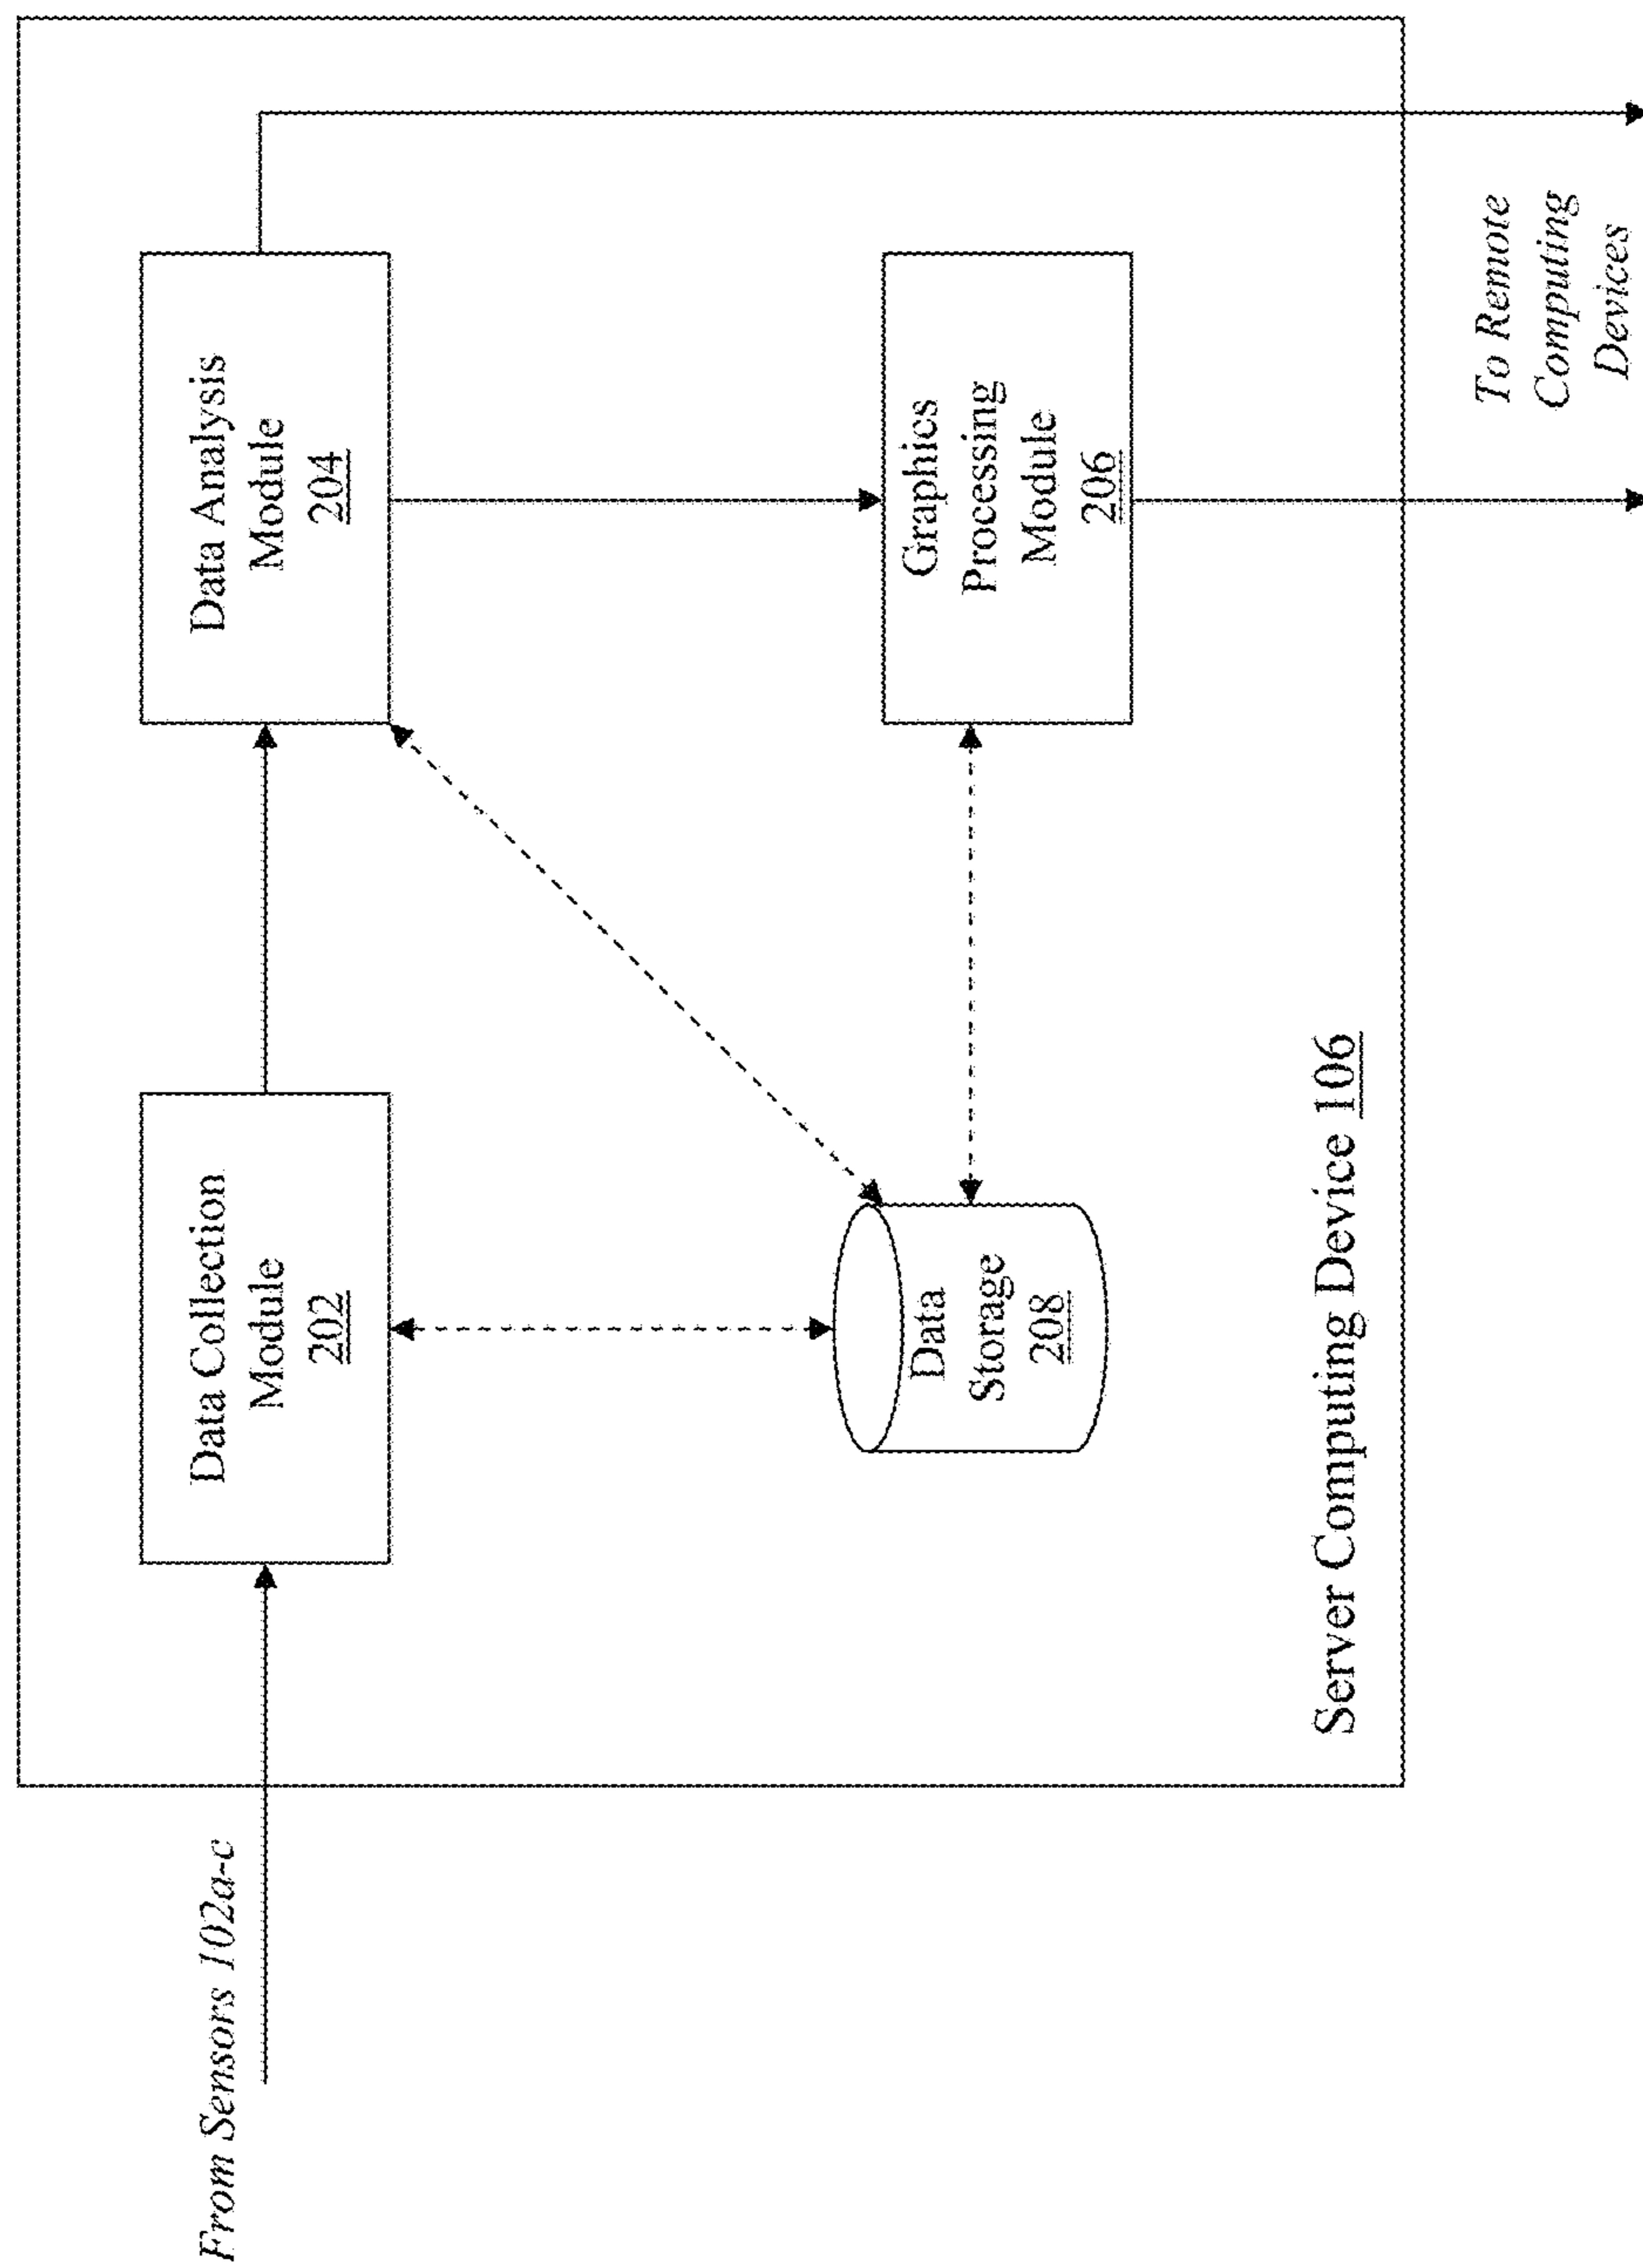 From Sensors 102a-c
Data Collection
Module
202
Data Analysis
Module
204
Data
Storage
208
Graphics
Processing
Module
206
Server Computing Device 106
To Remote
Computing
Devices